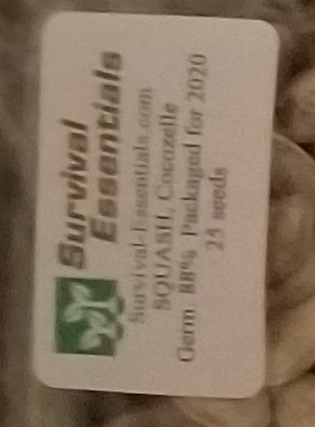 Survival
Essentials
Survival-Essentials.com
SQUASH, Cocozelle
Germ. 88% Packaged for 2020
25 seeds